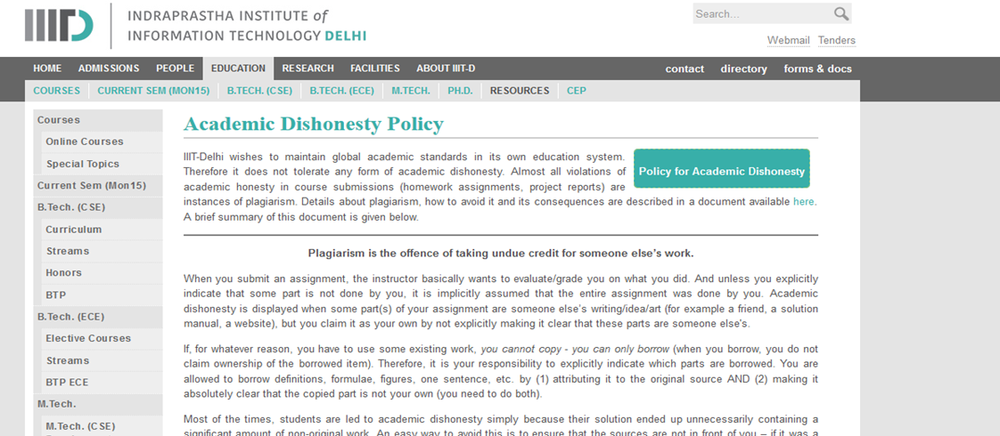 INDRAPRASTHA INSTITUTE of
INFORMATION TECHNOLOGY DELHI
Search...
Webmail Tenders
HOME ADMISSIONS PEOPLE EDUCATION RESEARCH FACILITIES ABOUT IIIT-D contact directory forms & docs
COURSES CURRENT SEM (MON15) B.TECH. (CSE) B.TECH. (ECE) M.TECH. PH.D. RESOURCES CEP
Courses
Online Courses
Special Topics
Current Sem (Mon15)
B.Tech. (CSE)
Curriculum
Streams
Honors
BTP
B.Tech. (ECE)
Elective Courses
Streams
BTP ECE
M.Tech.
M.Tech. (CSE)
Academic Dishonesty Policy
Policy for Academic Dishonesty
IIIT-Delhi wishes to maintain global academic standards in its own education system.
Therefore it does not tolerate any form of academic dishonesty. Almost all violations of
academic honesty in course submissions (homework assignments, project reports) are
instances of plagiarism. Details about plagiarism, how to avoid it and its consequences are described in a document available here.
A brief summary of this document is given below.
Plagiarism is the offence of taking undue credit for someone else's work.
When you submit an assignment, the instructor basically wants to evaluate/grade you on what you did. And unless you explicitly
indicate that some part is not done by you, it is implicitly assumed that the entire assignment was done by you. Academic
dishonesty is displayed when some part(s) of your assignment are someone else's writing/idea/art (for example a friend, a solution
manual, a website), but you claim it as your own by not explicitly making it clear that these parts are someone else's.
If, for whatever reason, you have to use some existing work, you cannot copy - you can only borrow (when you borrow, you do not
claim ownership of the borrowed item). Therefore, it is your responsibility to explicitly indicate which parts are borrowed. You are
allowed to borrow definitions, formulae, figures, one sentence, etc. by (1) attributing it to the original source AND (2) making it
absolutely clear that the copied part is not your own (you need to do both).
Most of the times, students are led to academic dishonesty simply because their solution ended up unnecessarily containing a
significant amount of non-original work. An easy way to avoid this is to ensure that the sources are not in front of you – if it was a